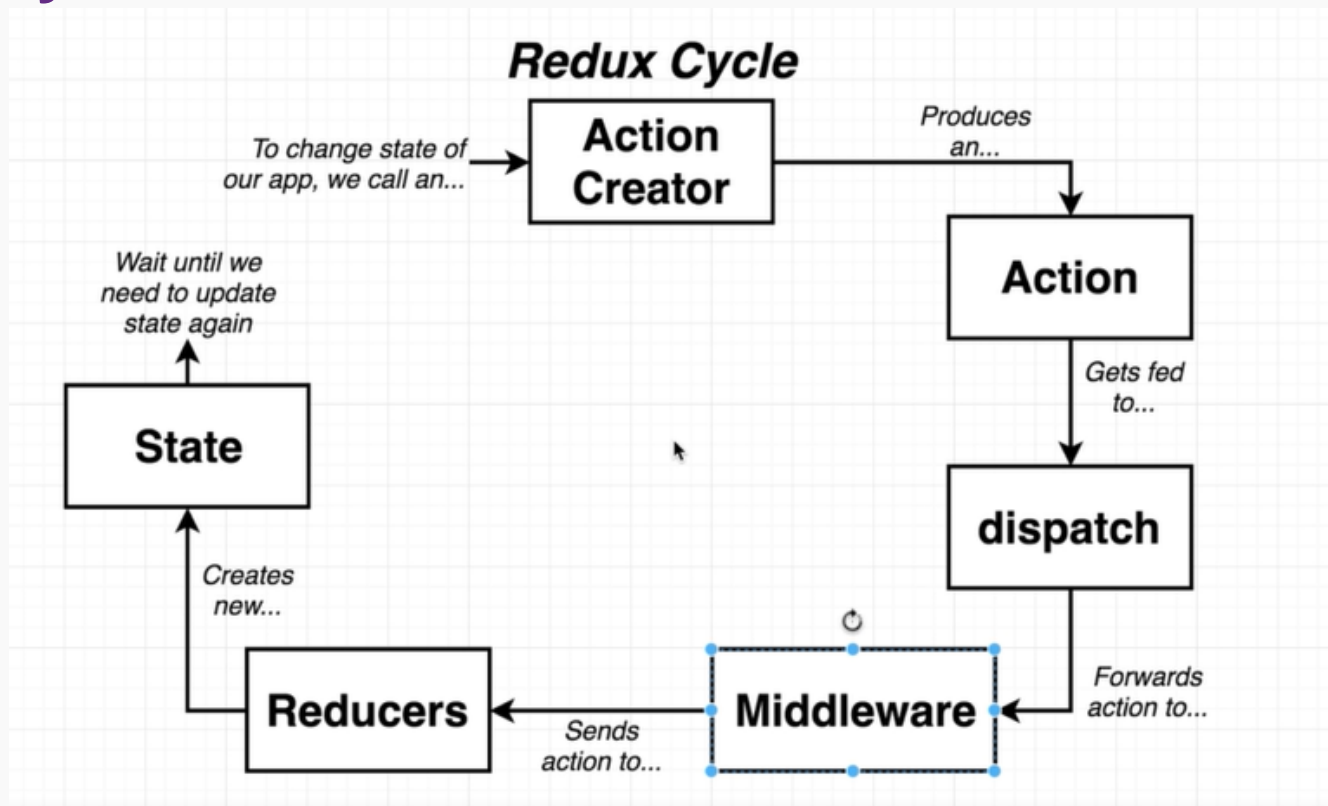 Redux Cycle
To change state of
our app, we call an...
Action
Creator
Produces
an...
Action
Gets fed
to...
dispatch
Forwards
action to...
Middleware
Sends
action to...
Reducers
Creates
new...
State
Wait until we
need to update
state again